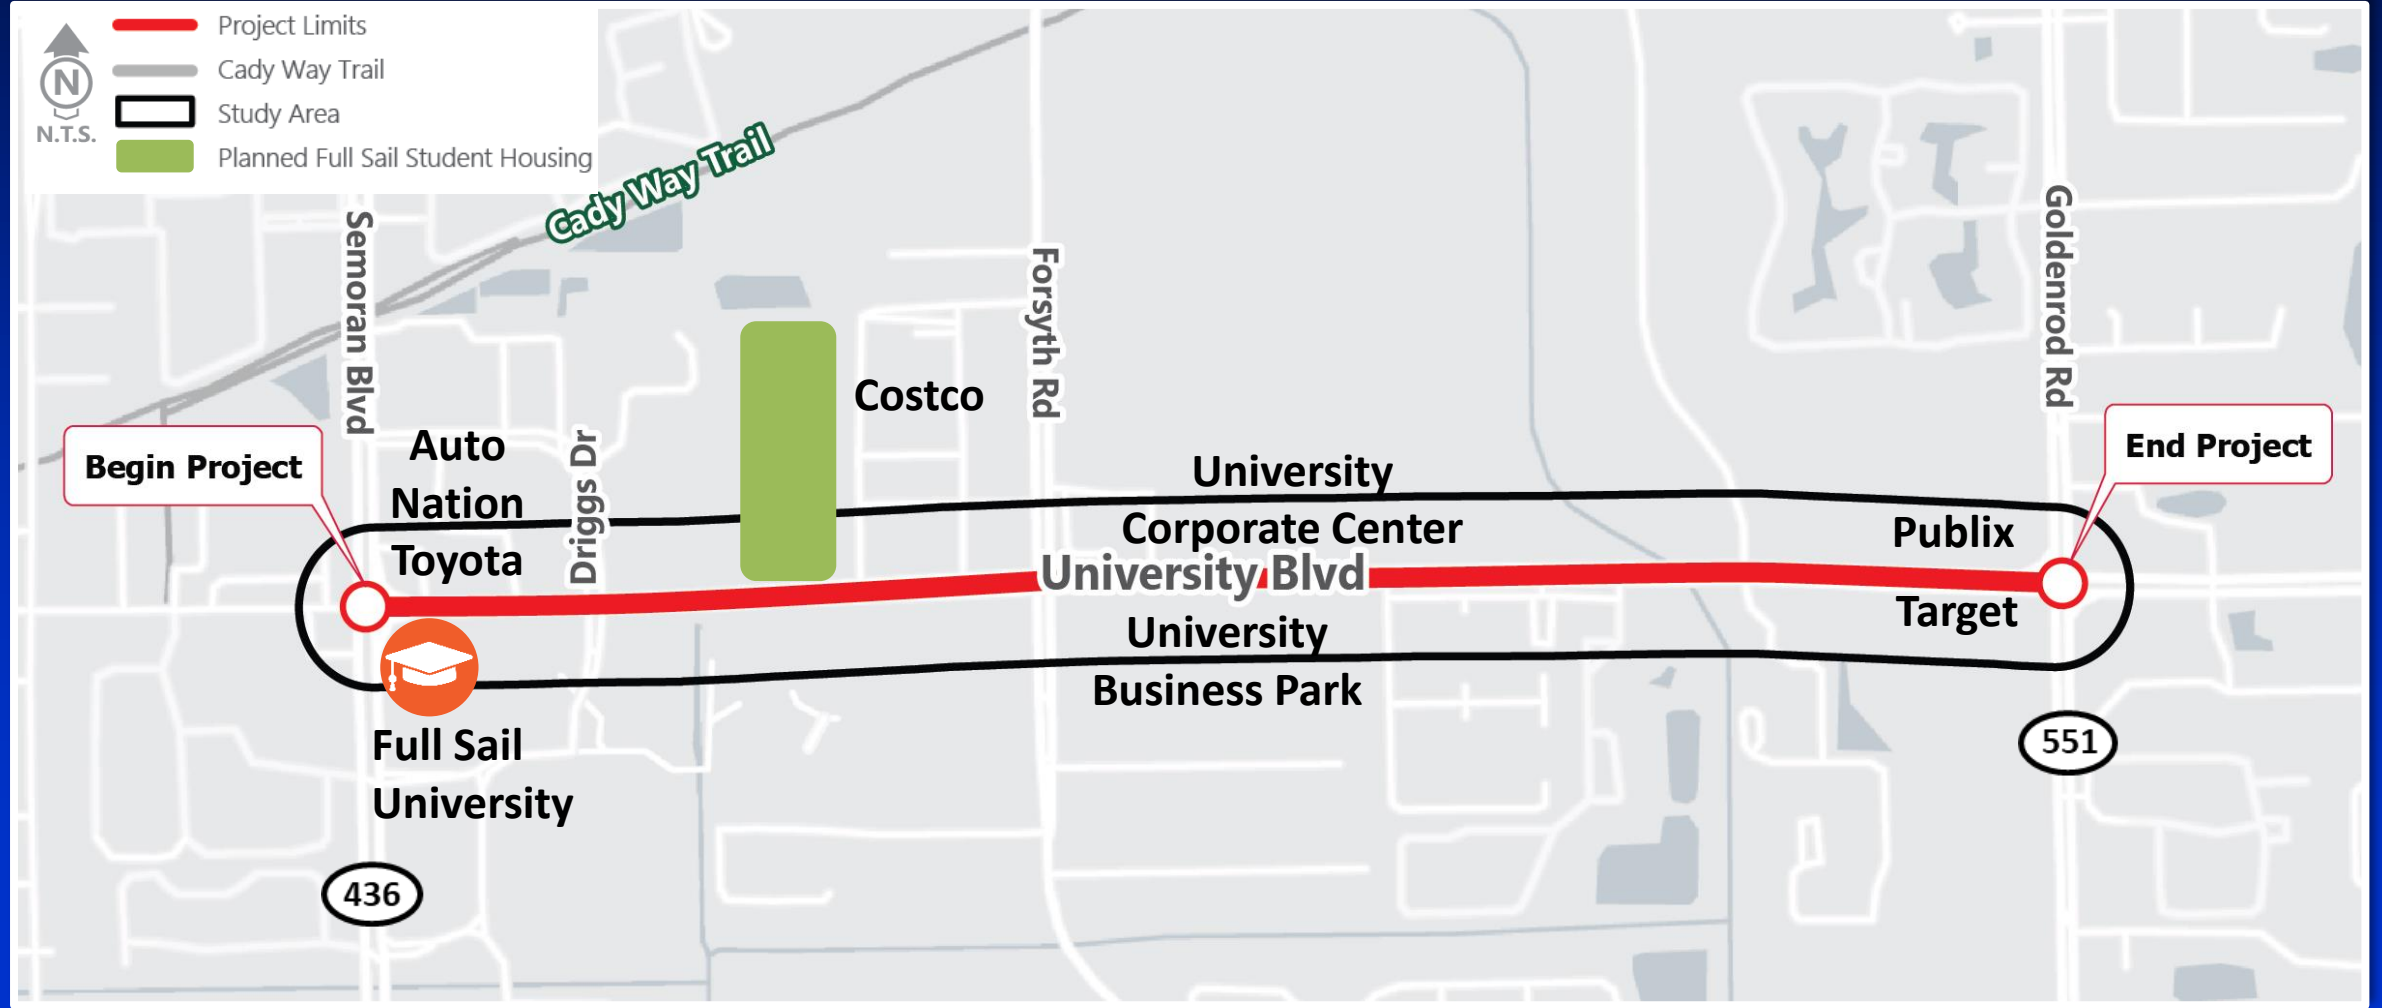 Project Limits
Cady Way Trail
Study Area
Planned Full Sail Student Housing
N
N.T.S.
Cady Way Trail
Semoran Blvd
Forsyth Rd
Goldenrod Rd
Costco
Begin Project
Auto
Nation
Toyota
Driggs Dr
University
Corporate Center
End Project
Publix
University Blvd
Target
University
Business Park
Full Sail
University
551
436